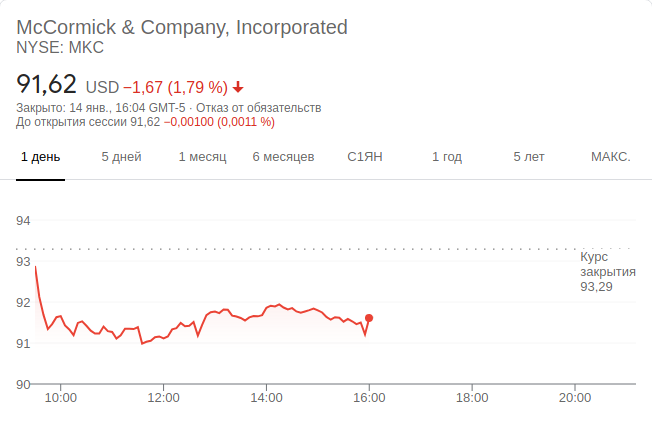 McCormick & Company, Incorporated
NYSE: MKC
91,62 USD −1,67 (1,79 %)
Закрыто: 14 янв., 16:04 GMT-5 · Отказ от обязательств
До открытия сессии 91,62 −0,00100 (0,0011 %)
1 день 5 дней 1 месяц 6 месяцев С1ЯН 1 год 5 лет МАКС.
94
93
92
91
90
Курс
закрытия
93,29
10:00 12:00 14:00 16:00 18:00 20:00